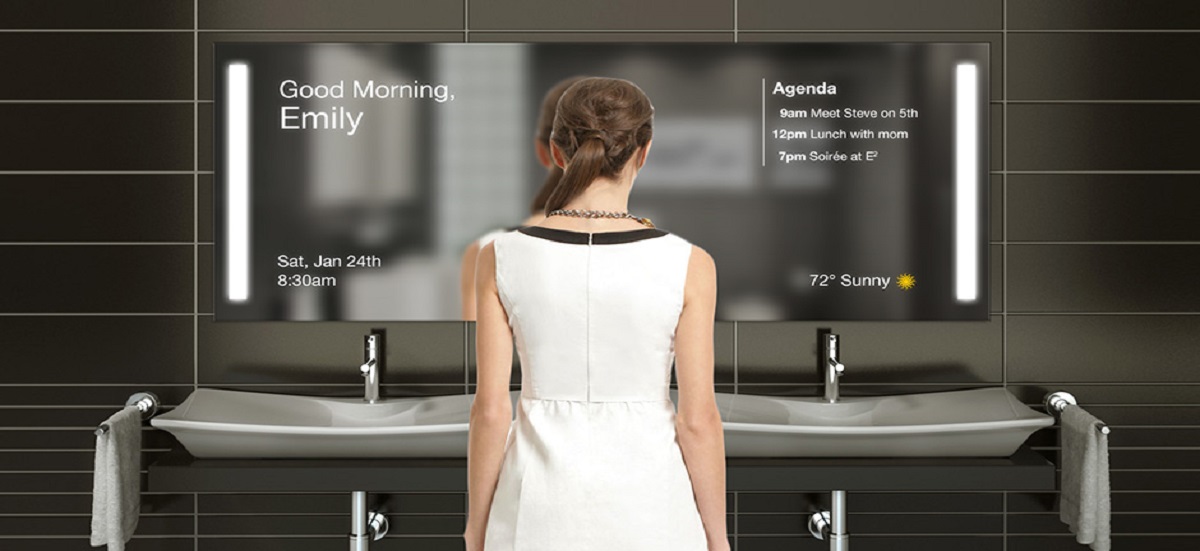 Good Morning,
Emily
Sat, Jan 24th
8:30am
Agenda
9am Meet Steve on 5th
12pm Lunch with mom
7pm Soirée at E²
72° Sunny